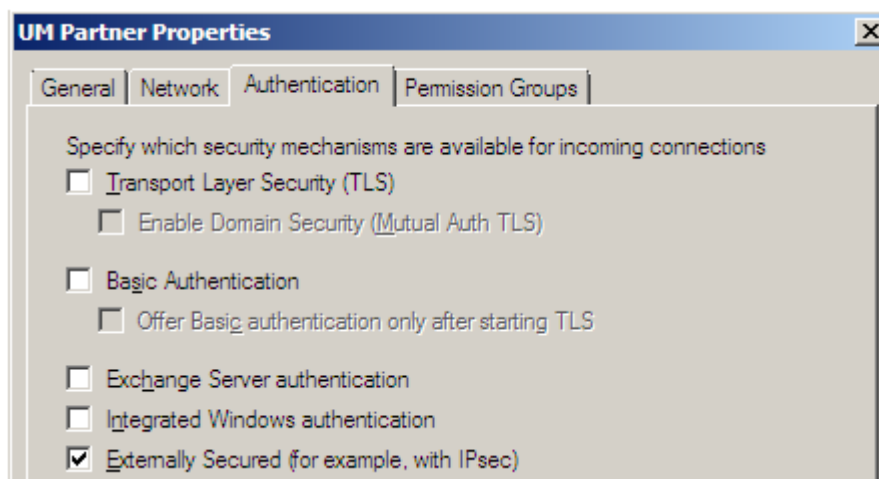 UM Partner Properties
General Network Authentication Permission Groups
Specify which security mechanisms are available for incoming connections
Transport Layer Security (TLS)
Enable Domain Security (Mutual Auth TLS)
Basic Authentication
Offer Basic authentication only after starting TLS
Exchange Server authentication
Integrated Windows authentication
Externally Secured (for example, with IPsec)